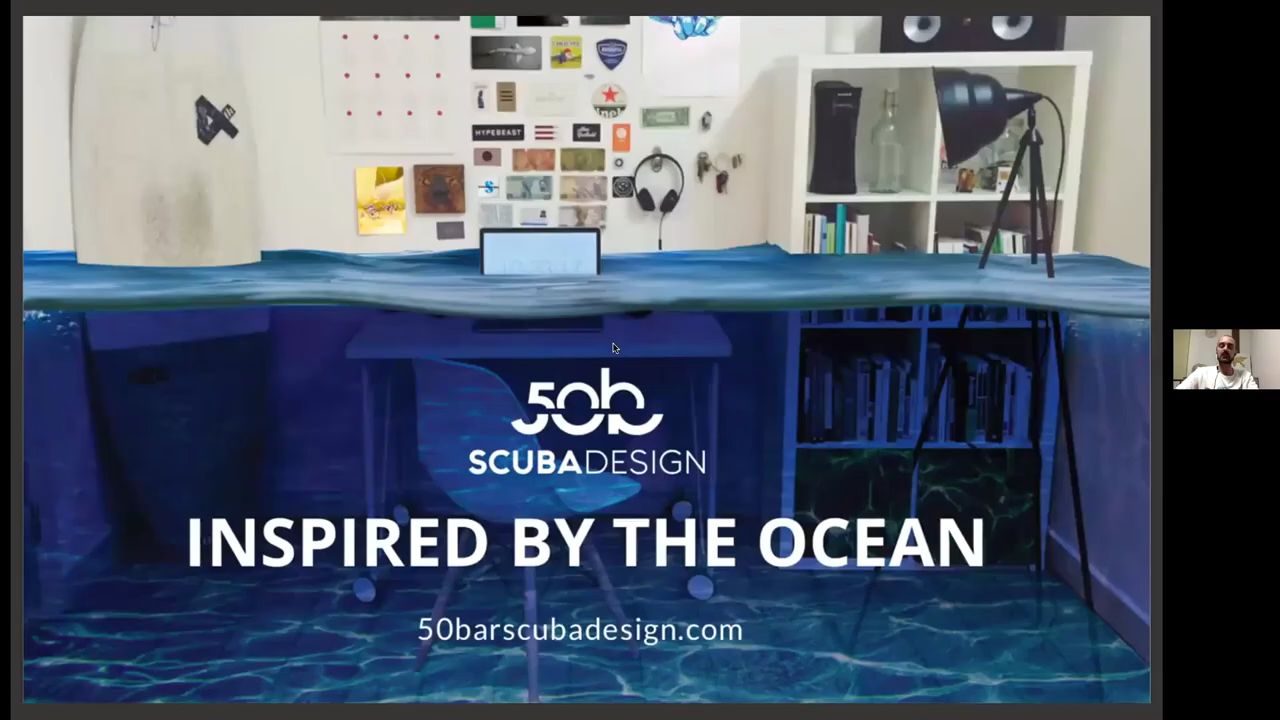 HYPEBEAST
50b
SCUBADESIGN
INSPIRED BY THE OCEAN
50barscubadesign.com